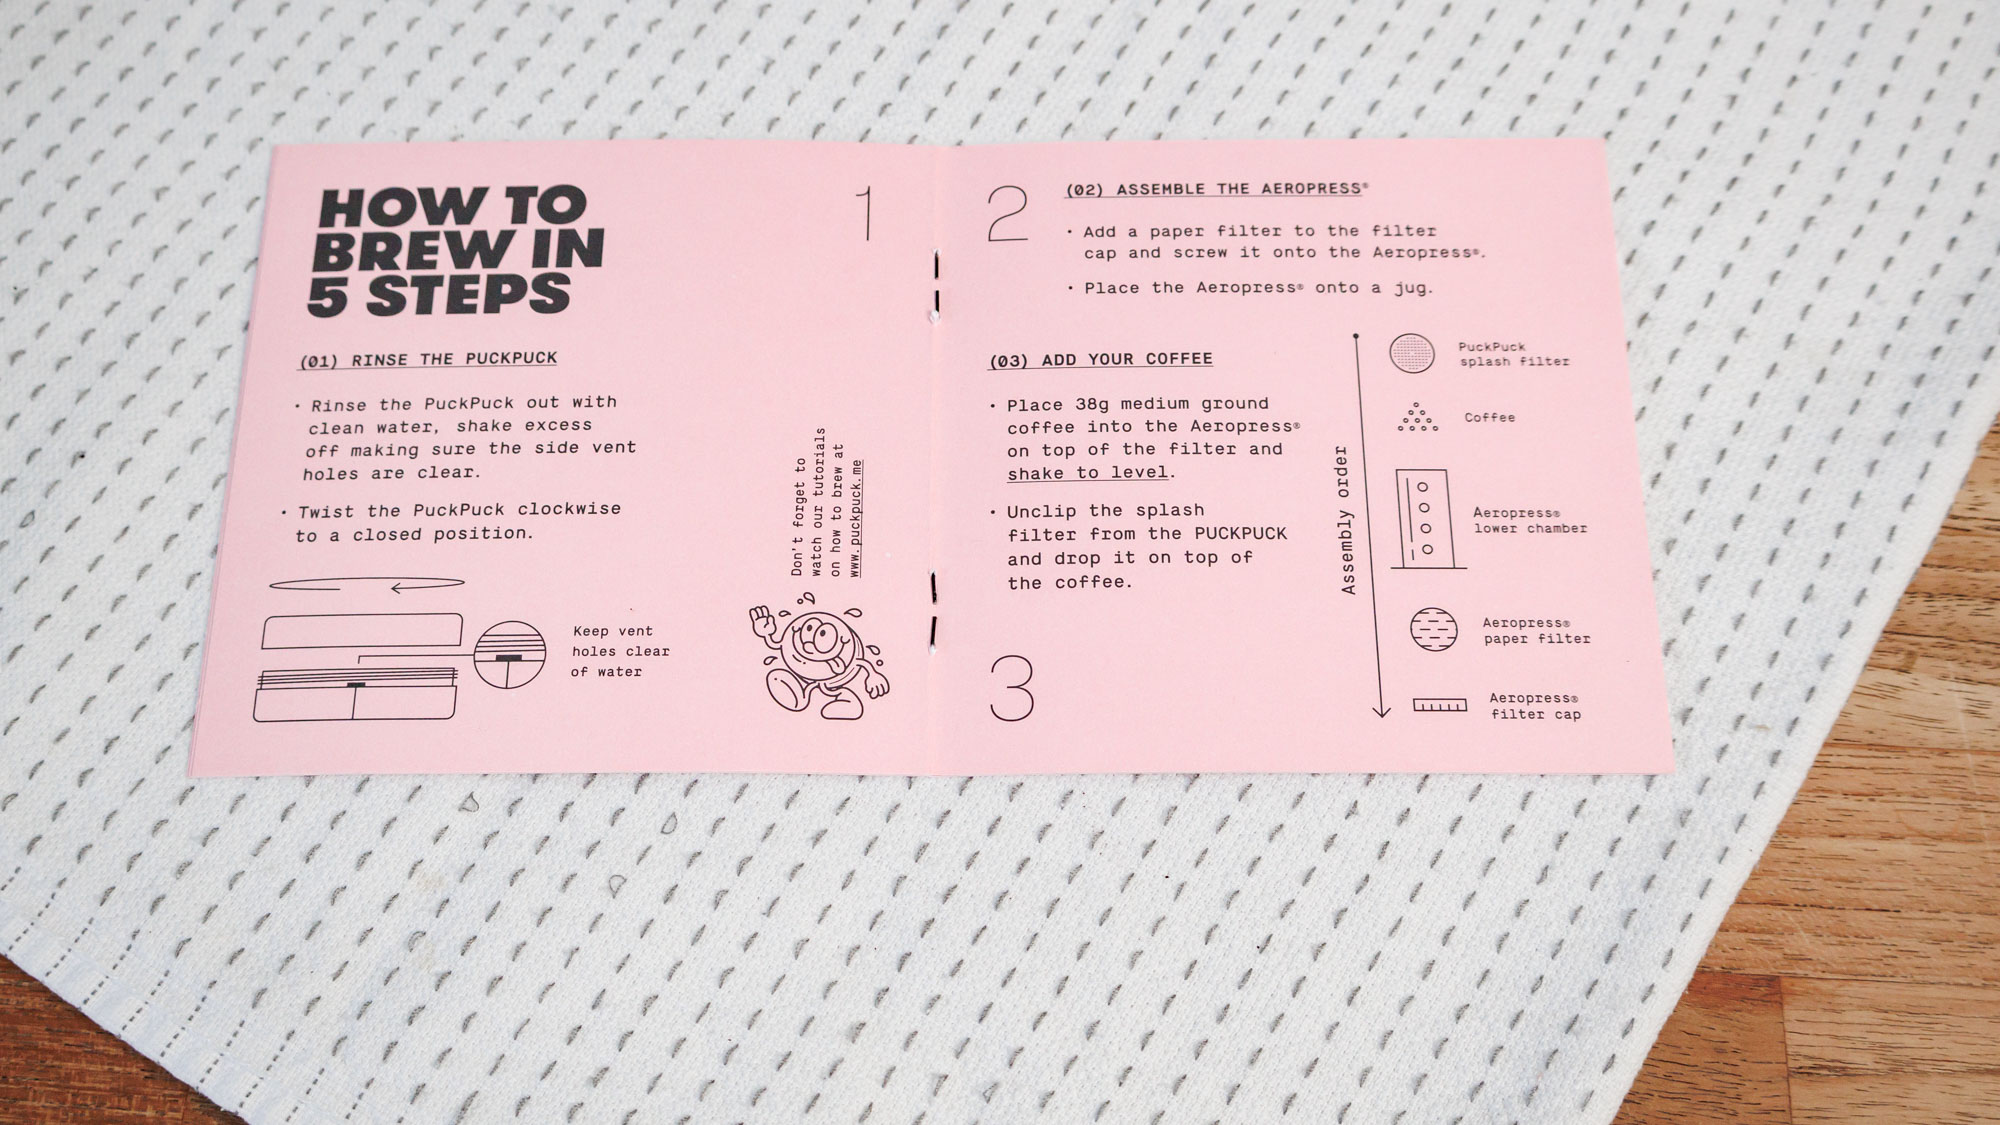 HOW TO
BREW IN
5 STEPS
1
(01) RINSE THE PUCKPUCK
• Rinse the PuckPuck out with
clean water, shake excess
off making sure the side vent
holes are clear.
• Twist the PuckPuck clockwise
to a closed position.
Keep vent
holes clear
of water
Don't forget to
watch our tutorials
on how to brew at
www.puckpuck.me
2
(02) ASSEMBLE THE AEROPRESS®
• Add a paper filter to the filter
cap and screw it onto the Aeropress®.
• Place the Aeropress® onto a jug.
(03) ADD YOUR COFFEE
• Place 38g medium ground
coffee into the Aeropress®
on top of the filter and
shake to level.
• Unclip the splash
filter from the PUCKPUCK
and drop it on top of
the coffee.
3
Assembly order
PuckPuck
splash filter
Coffee
Aeropress®
lower chamber
Aeropress®
paper filter
Aeropress®
filter cap